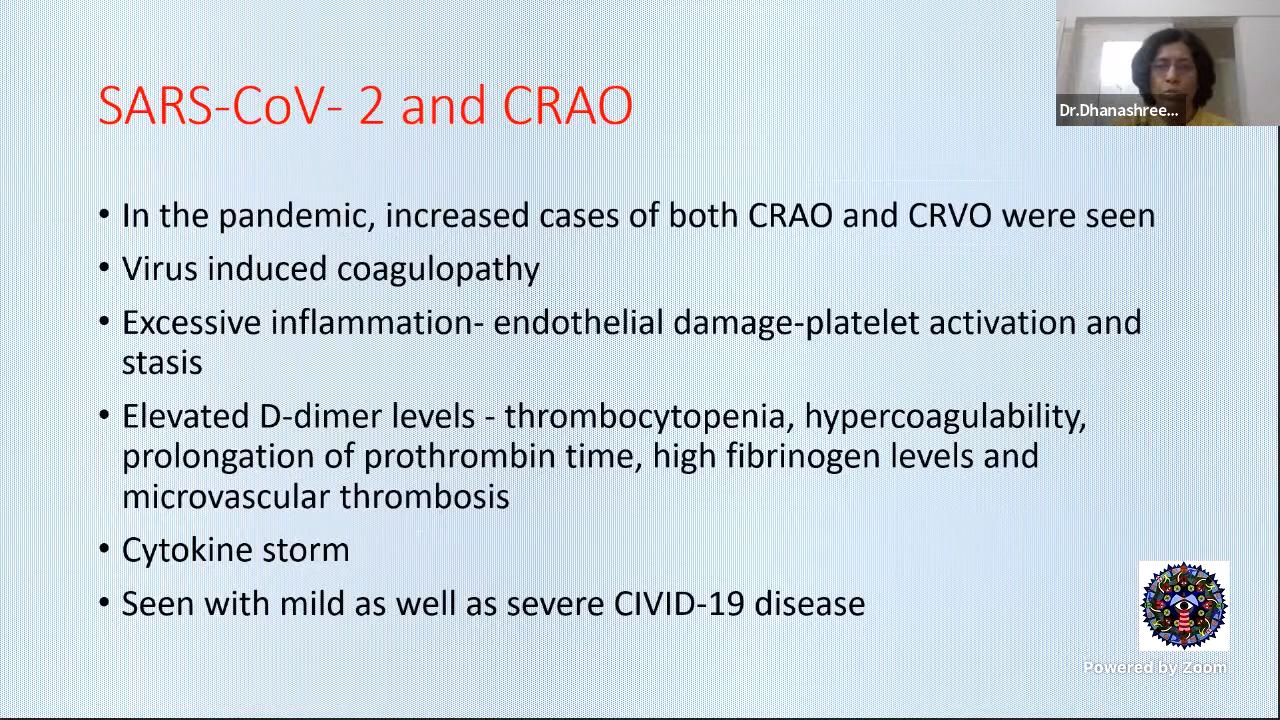 SARS-CoV- 2 and CRAO
Dr.Dhanashree...
• In the pandemic, increased cases of both CRAO and CRVO were seen
• Virus induced coagulopathy
• Excessive inflammation- endothelial damage-platelet activation and
stasis
• Elevated D-dimer levels - thrombocytopenia, hypercoagulability,
prolongation of prothrombin time, high fibrinogen levels and
microvascular thrombosis
• Cytokine storm
• Seen with mild as well as severe CIVID-19 disease
Powered by Zoom